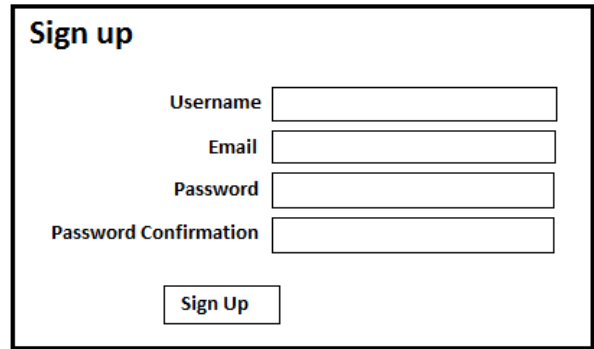 Sign up
Username
Email
Password
Password Confirmation
Sign Up